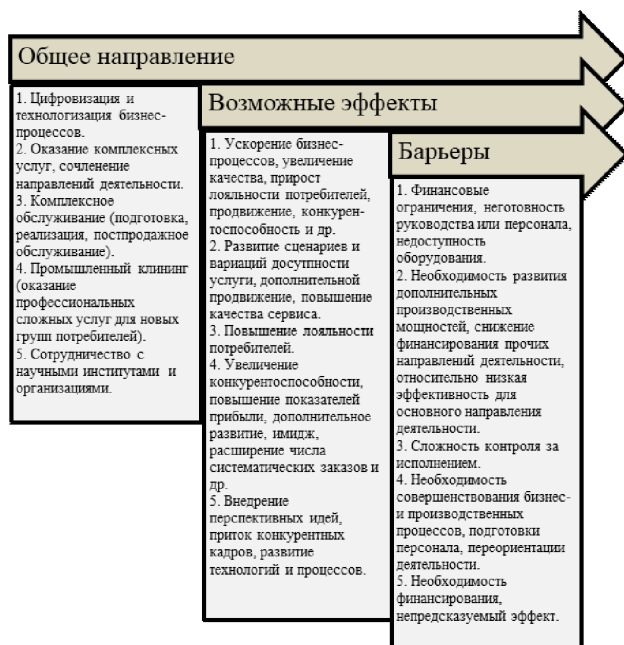 Общее направление
1. Цифровизация и
технологизация бизнес-
процессов.
2. Оказание комплексных
услуг, сочленение
направлений деятельности.
3. Комплексное
обслуживание (подготовка,
реализация, постпродажное
обслуживание).
4. Промышленный клининг
(оказание
профессиональных
сложных услуг для новых
групп потребителей).
5. Сотрудничество с
научными институтами и
организациями.
Возможные эффекты
1. Ускорение бизнес-
процессов, увеличение
качества, прирост
лояльности потребителей,
продвижение, конкурен-
тоспособность и др.
2. Развитие сценариев и
вариаций досутпности
услуги, дополнительной
продвижение, повышение
качества сервиса.
3. Повышение лояльности
потребителей.
4. Увеличение
конкурентоспособности,
повышение показателей
прибыли, дополнительное
развитие, имидж,
расширение числа
систематических заказов и
др.
5. Внедрение
перспективных идей,
приток конкурентных
кадров, развитие
технологий и процессов.
Барьеры
1. Финансовые
ограничения, неготовность
руководства или персонала,
недоступность
оборудования.
2. Необходимость развития
дополнительных
производственных
мощностей, снижение
финансирования прочих
направлений деятельности,
относительно низкая
эффективность для
основного направления
деятельности.
3. Сложность контроля за
исполнением.
4. Необходимость
совершенствования бизнес-
и производственных
процессов, подготовки
персонала, переориентации
деятельности.
5. Необходимость
финансирования,
непредсказуемый эффект.